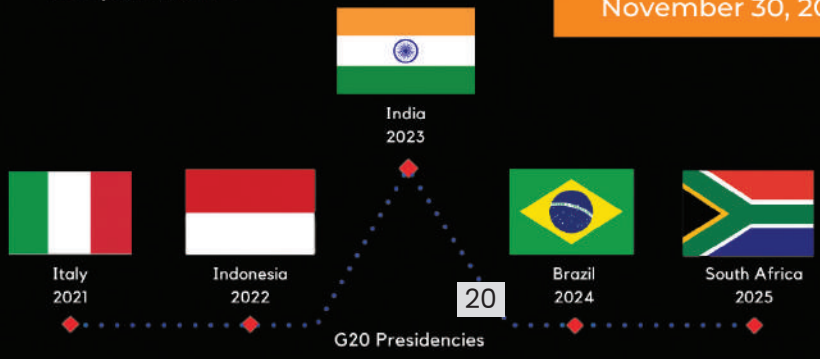 November 30, 20
India
2023
Italy
2021
Indonesia
2022
Brazil
2024
South Africa
2025
20
G20 Presidencies